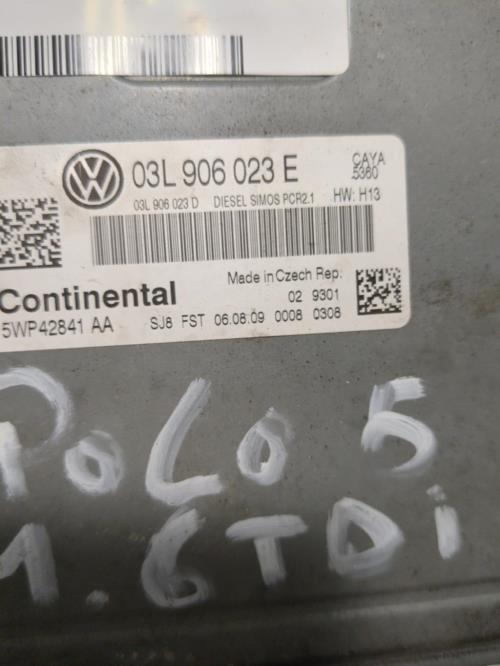 03L 906 023 E
CAYA
5360
03L 906 023 D DIESEL SIMOS PCR2.1 HW: H13
Made in Czech Rep.
Continental
02 9301
5WP42841 AA SJ8 FST 06.08.09 0008 0308
POLO 5
1.6TDi